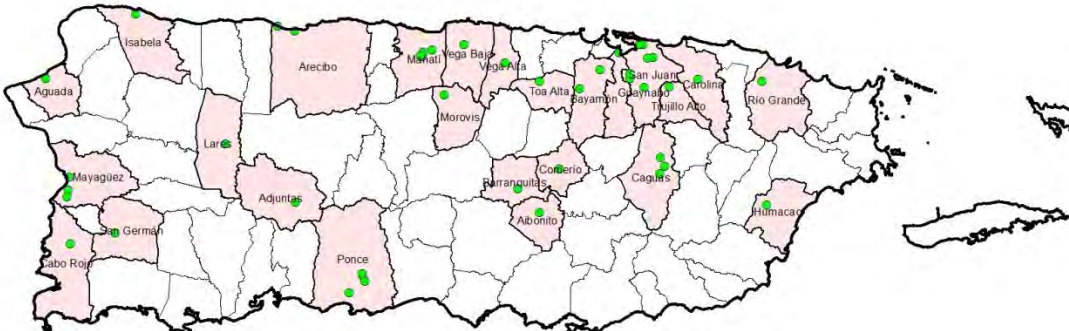 Isabela
Aguada
Arecibo
Manatí
Vega Baja
Vega Alta
Toa Alta
Bayamón
San Juan
Guaynabo
Carolina
Trujillo Alto
Río Grande
Morovis
Lares
Mayagüez
Adjuntas
Comerío
Barranquitas
Caguas
Aibonito
Humacao
San Germán
Cabo Rojo
Ponce